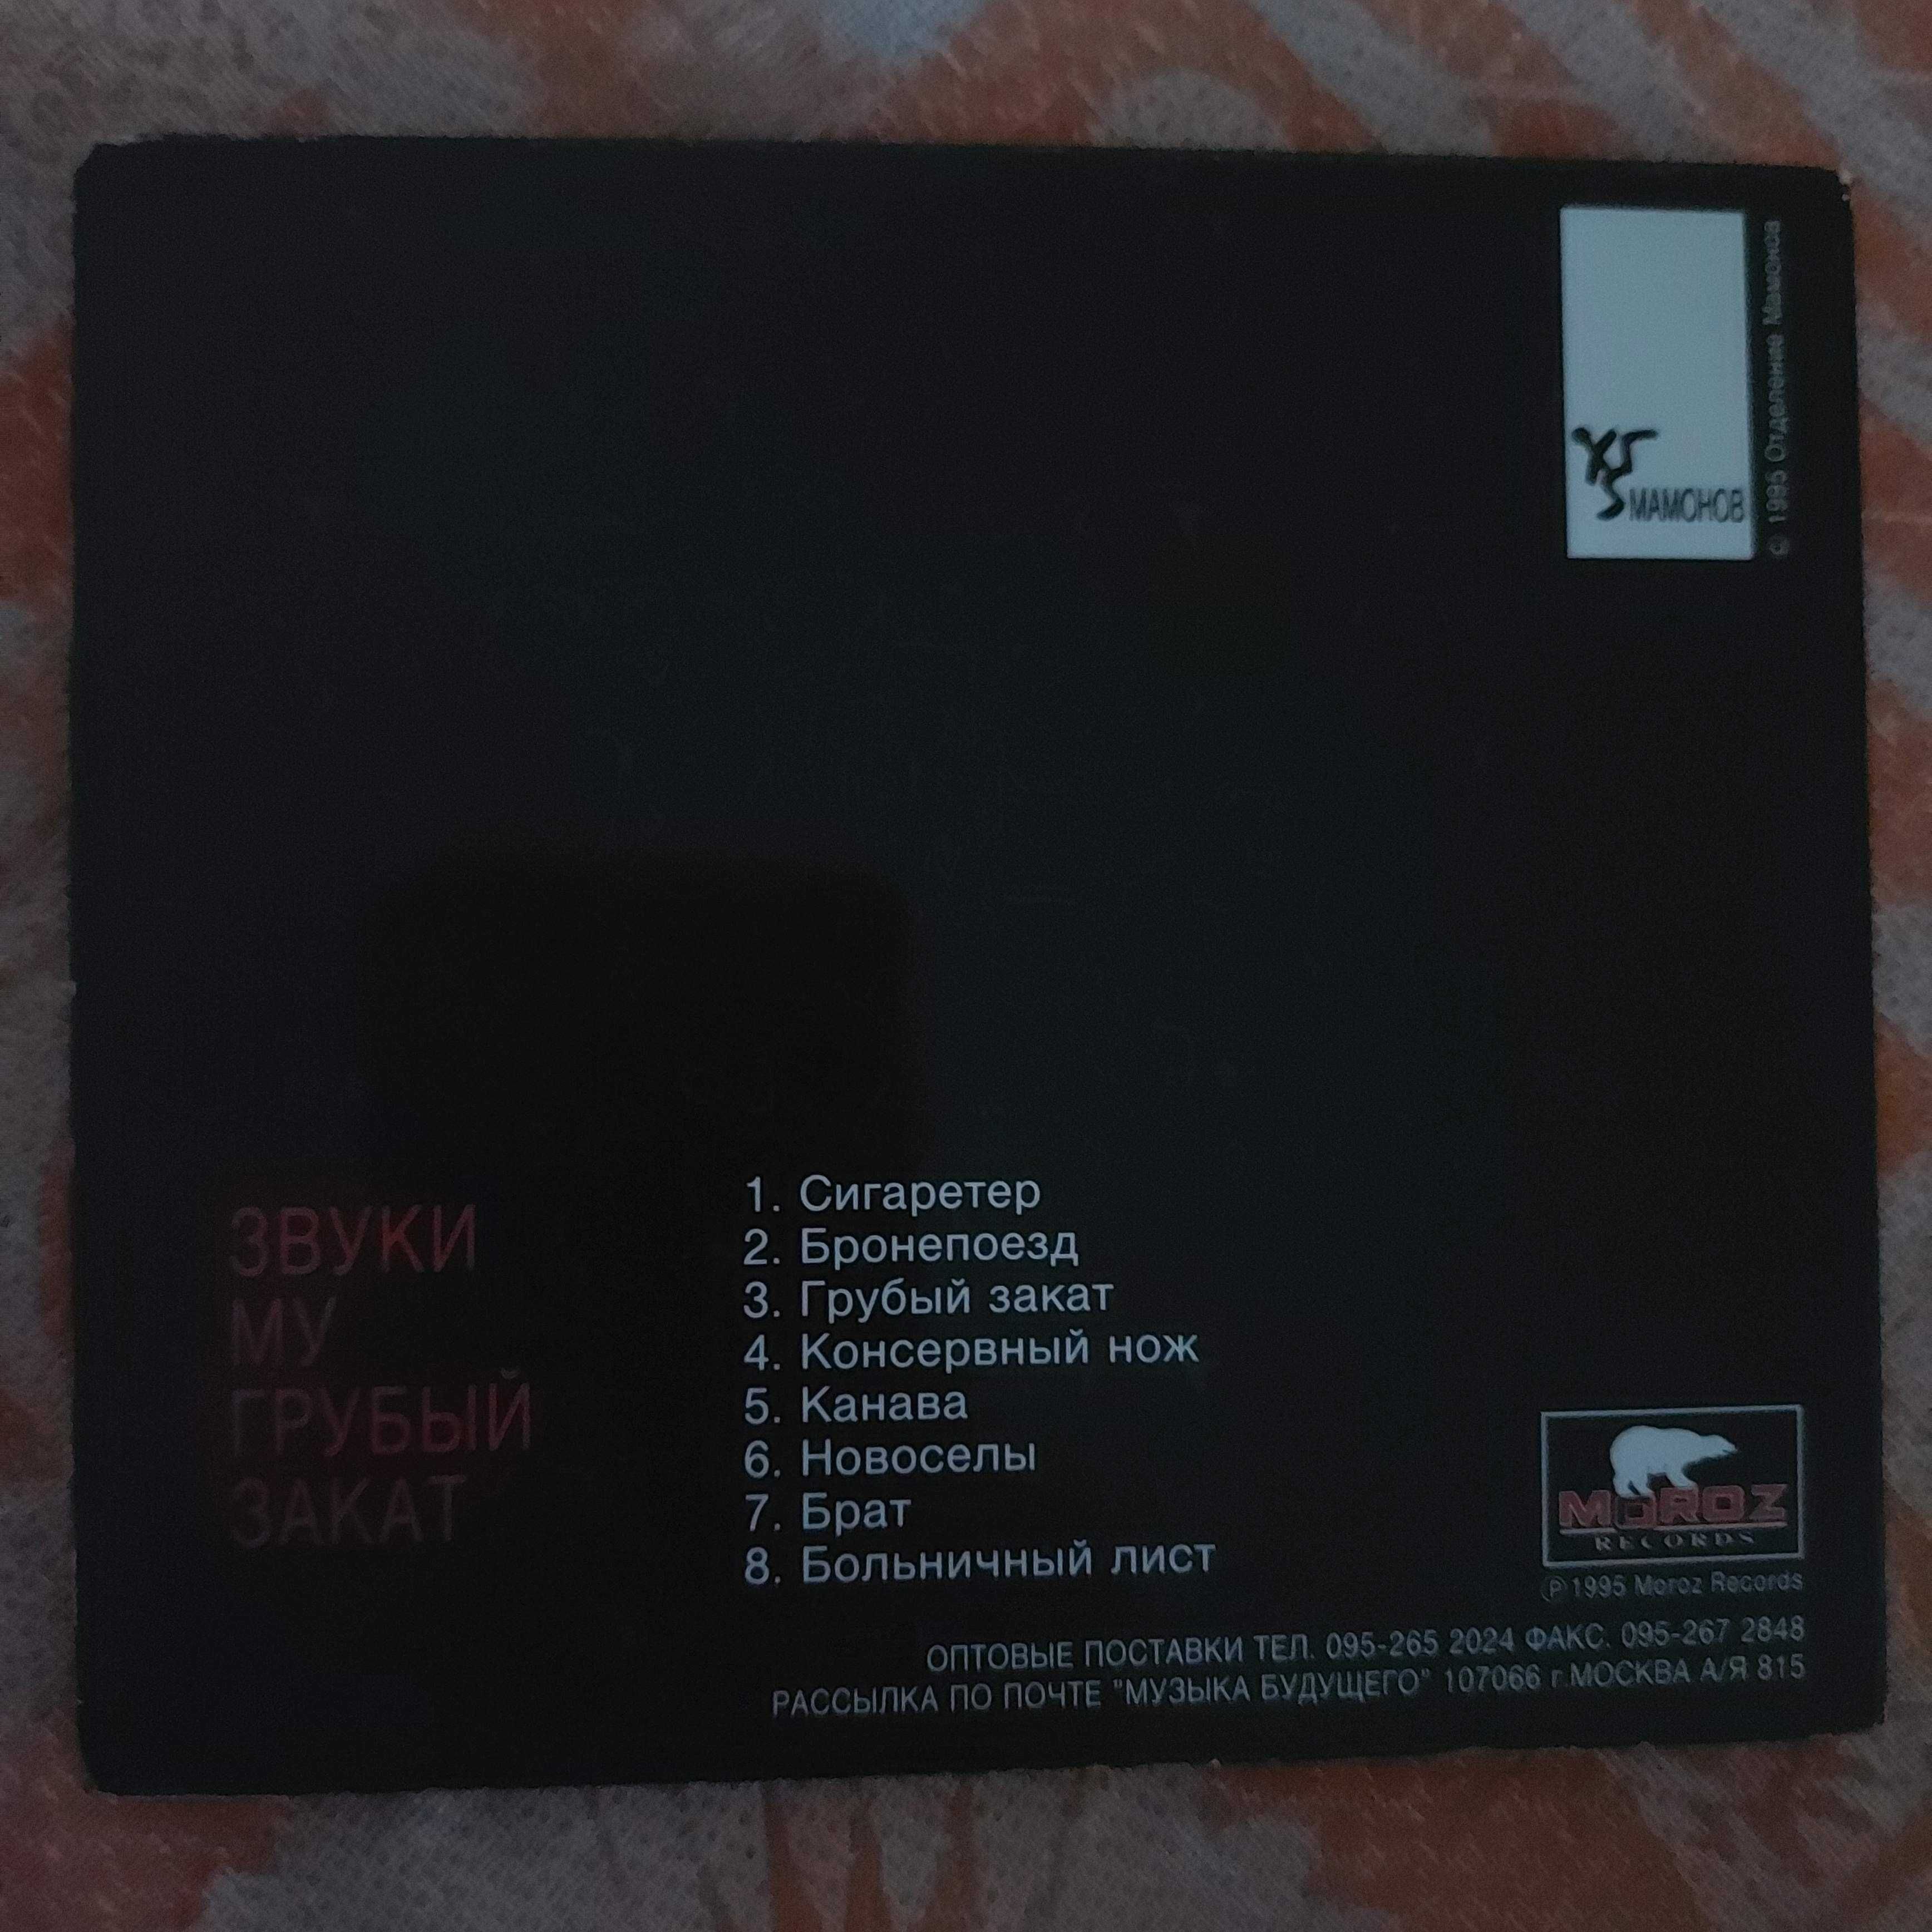 МАМОНОВ
© 1995 Отделение Мамонов
ЗВУКИ
МУ
ГРУБЫЙ
ЗАКАТ
1. Сигаретер
2. Бронепоезд
3. Грубый закат
4. Консервный нож
5. Канава
6. Новоселы
7. Брат
8. Больничный лист
MOROZ
RECORDS
℗ 1995 Moroz Records
ОПТОВЫЕ ПОСТАВКИ ТЕЛ. 095-265 2024 ФАКС. 095-267 2848
РАССЫЛКА ПО ПОЧТЕ "МУЗЫКА БУДУЩЕГО" 107066 г.МОСКВА А/Я 815